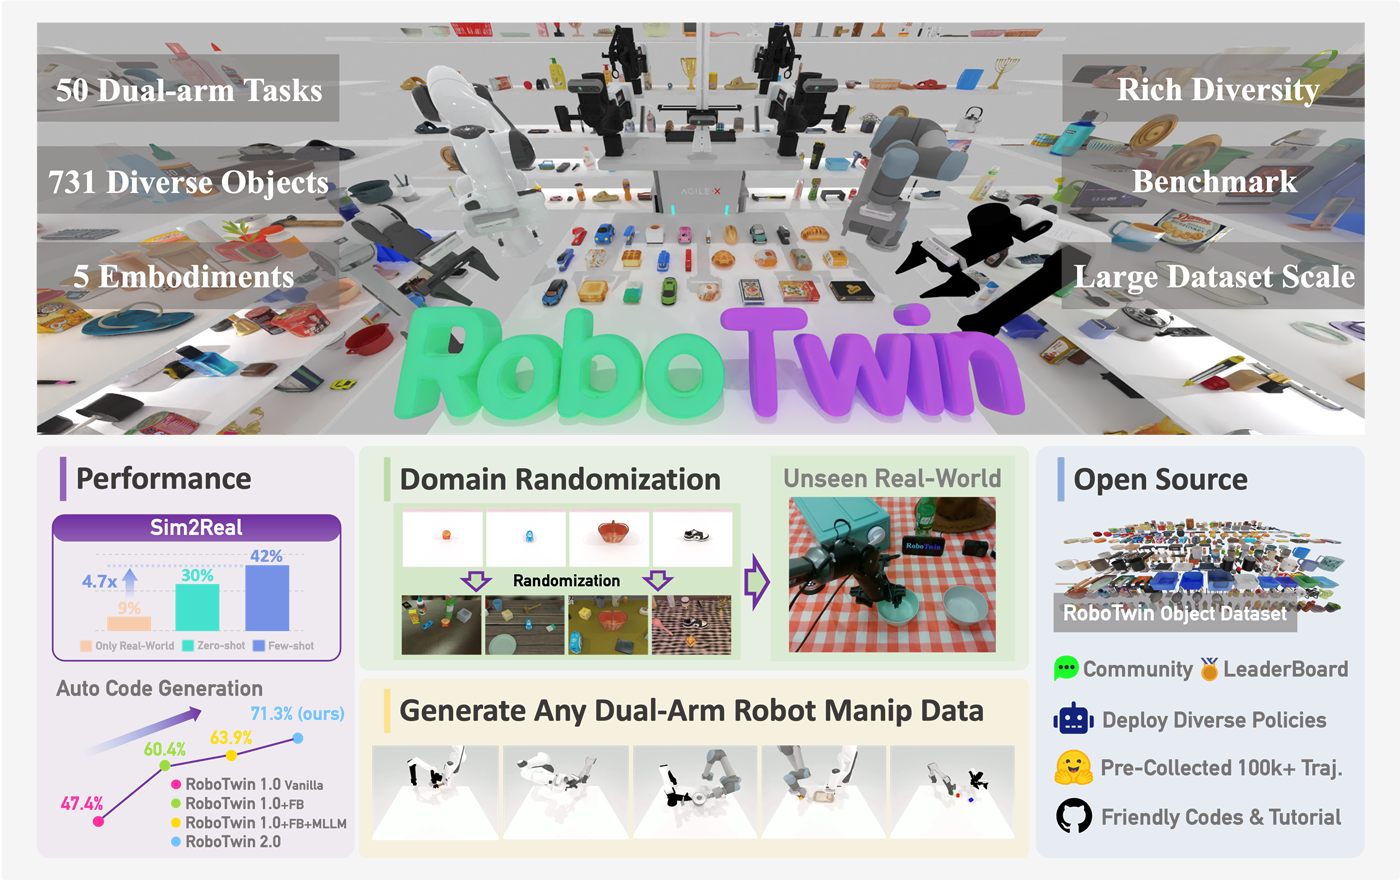 50 Dual-arm Tasks
731 Diverse Objects
5 Embodiments
Rich Diversity
Benchmark
Large Dataset Scale
AGILE·X
RoboTwin
Performance
Sim2Real
4.7x
9%
30%
42%
Only Real-World
Zero-shot
Few-shot
Auto Code Generation
47.4%
60.4%
63.9%
71.3% (ours)
RoboTwin 1.0 Vanilla
RoboTwin 1.0+FB
RoboTwin 1.0+FB+MLLM
RoboTwin 2.0
Domain Randomization
Randomization
Unseen Real-World
RoboTwin
Generate Any Dual-Arm Robot Manip Data
Open Source
RoboTwin Object Dataset
Community LeaderBoard
Deploy Diverse Policies
Pre-Collected 100k+ Traj.
Friendly Codes & Tutorial